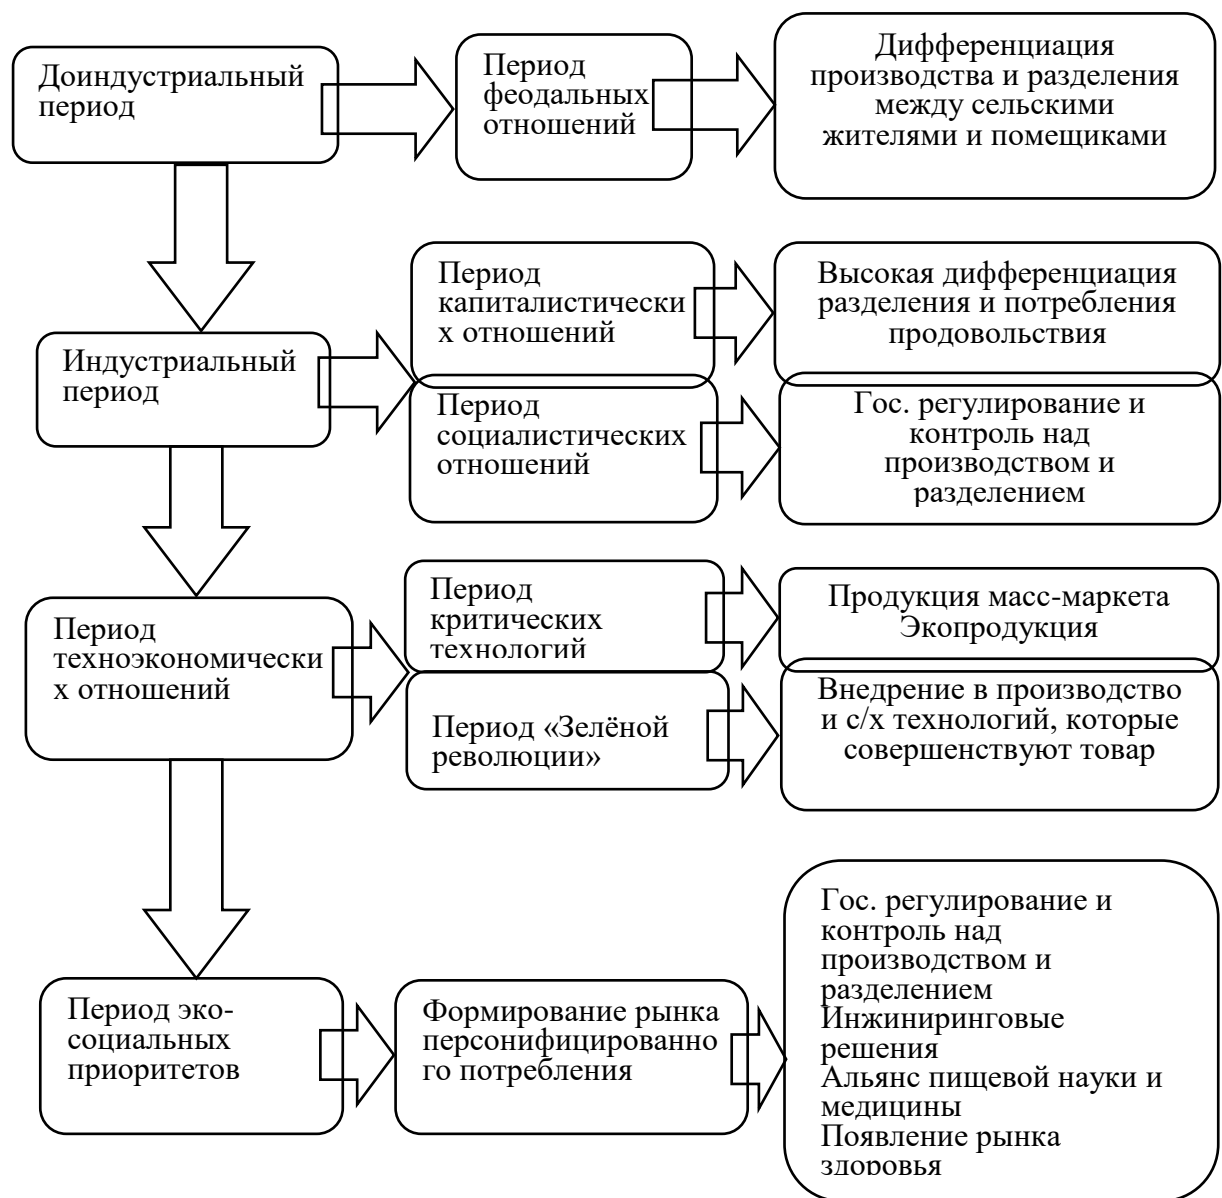 Доиндустриальный
период
Период
феодальных
отношений
Дифференциация
производства и разделения
между сельскими
жителями и помещиками
Индустриальный
период
Период
капиталистически
х отношений
Высокая дифференциация
разделения и потребления
продовольствия
Период
социалистических
отношений
Гос. регулирование и
контроль над
производством и
разделением
Период
техноэкономически
х отношений
Период
критических
технологий
Продукция масс-маркета
Экопродукция
Период «Зелёной
революции»
Внедрение в производство
и с/х технологий, которые
совершенствуют товар
Период эко-
социальных
приоритетов
Формирование рынка
персонифицированно
го потребления
Гос. регулирование и
контроль над
производством и
разделением
Инжиниринговые
решения
Альянс пищевой науки и
медицины
Появление рынка
здоровья